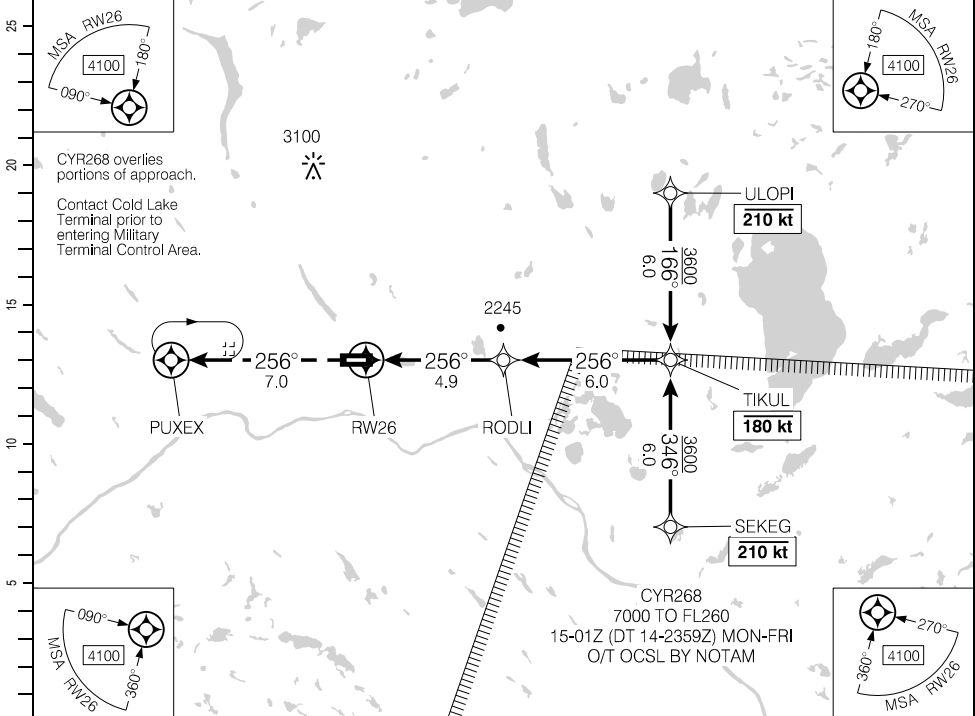 MSA RW26
4100
180°
090°
MSA RW26
4100
180°
270°
25
20
15
10
5
3100
CYR268 overlies
portions of approach.
Contact Cold Lake
Terminal prior to
entering Military
Terminal Control Area.
ULOPI
210 kt
3600
166°
6.0
2245
256°
7.0
256°
4.9
256°
6.0
PUXEX
RW26
RODLI
TIKUL
180 kt
3600
346°
6.0
SEKEG
210 kt
CYR268
7000 TO FL260
15-01Z (DT 14-2359Z) MON-FRI
O/T OCSL BY NOTAM
090°
360°
4100
MSA RW26
270°
360°
4100
MSA RW26